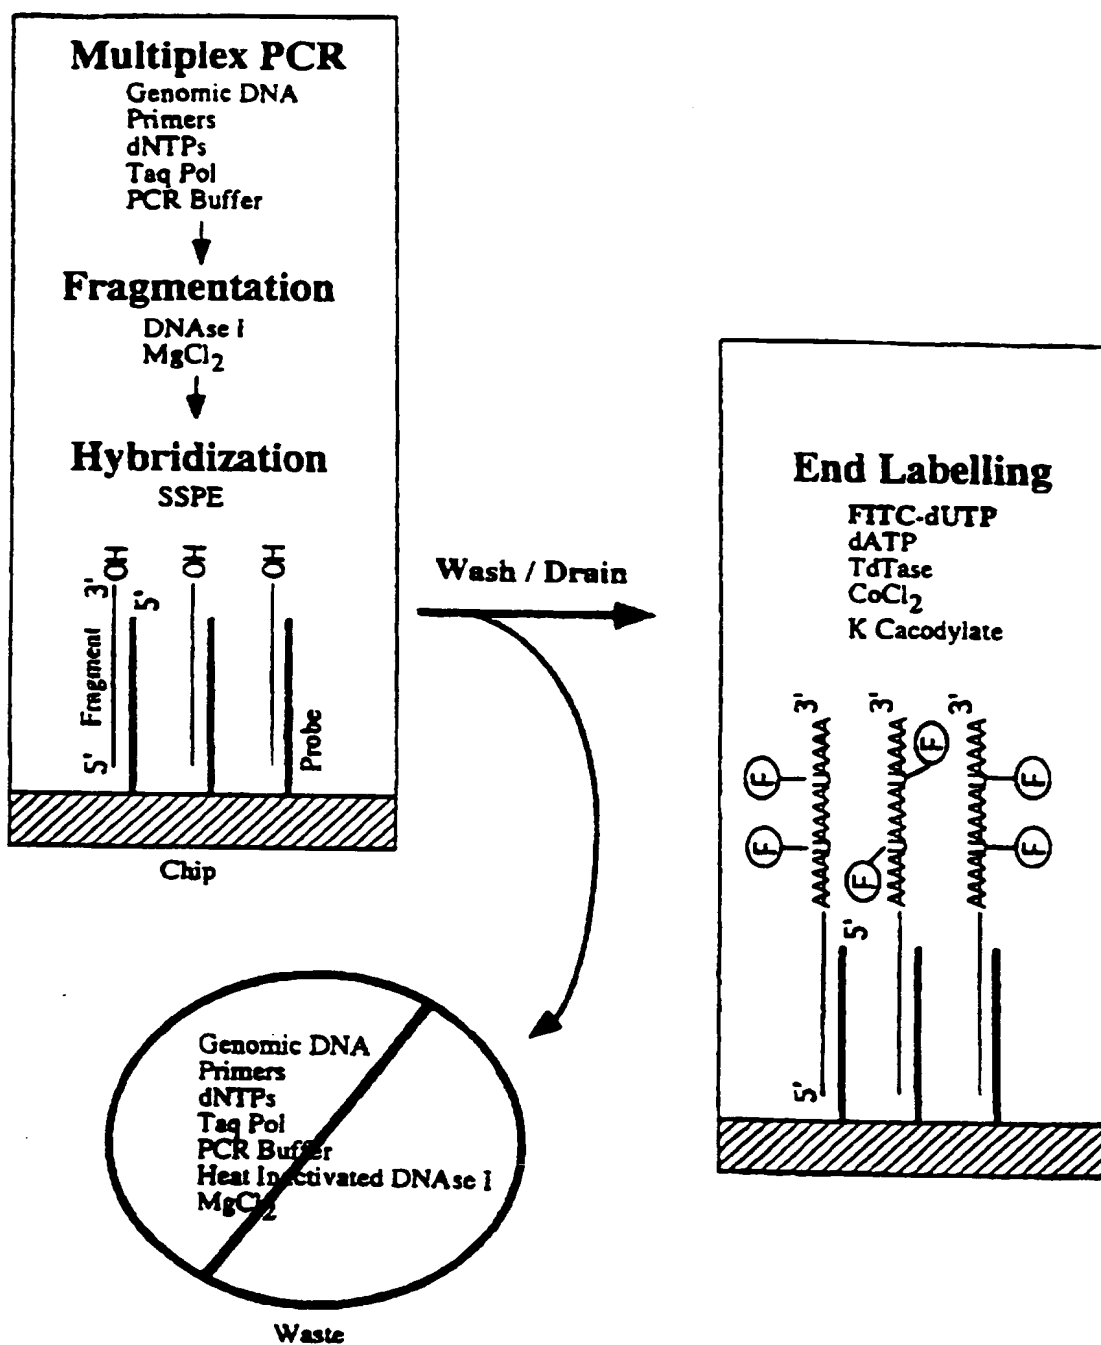 Multiplex PCR
Genomic DNA
Primers
dNTPs
Taq Pol
PCR Buffer
Fragmentation
DNAse I
MgCl2
Hybridization
SSPE
OH
OH
OH
3'
5'
Fragment
5'
Probe
Chip
Wash / Drain
End Labelling
FITC-dUTP
dATP
TdTase
CoCl2
K Cacodylate
3'
3'
3'
F
F
F
F
F
F
AAAAUAAAAUAAAA
AAAAUAAAAUAAAA
AAAAUAAAAUAAAA
5'
5'
Genomic DNA
Primers
dNTPs
Taq Pol
PCR Buffer
Heat Inactivated DNAse I
MgCl2
Waste